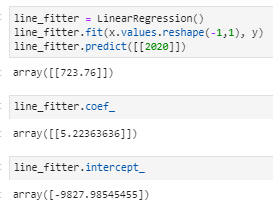 line_fitter = LinearRegression()
line_fitter.fit(x.values.reshape(-1,1), y)
line_fitter.predict([[2020]])
array([[723.76]])
line_fitter.coef_
array([[5.22363636]])
line_fitter.intercept_
array([-9827.98545455])